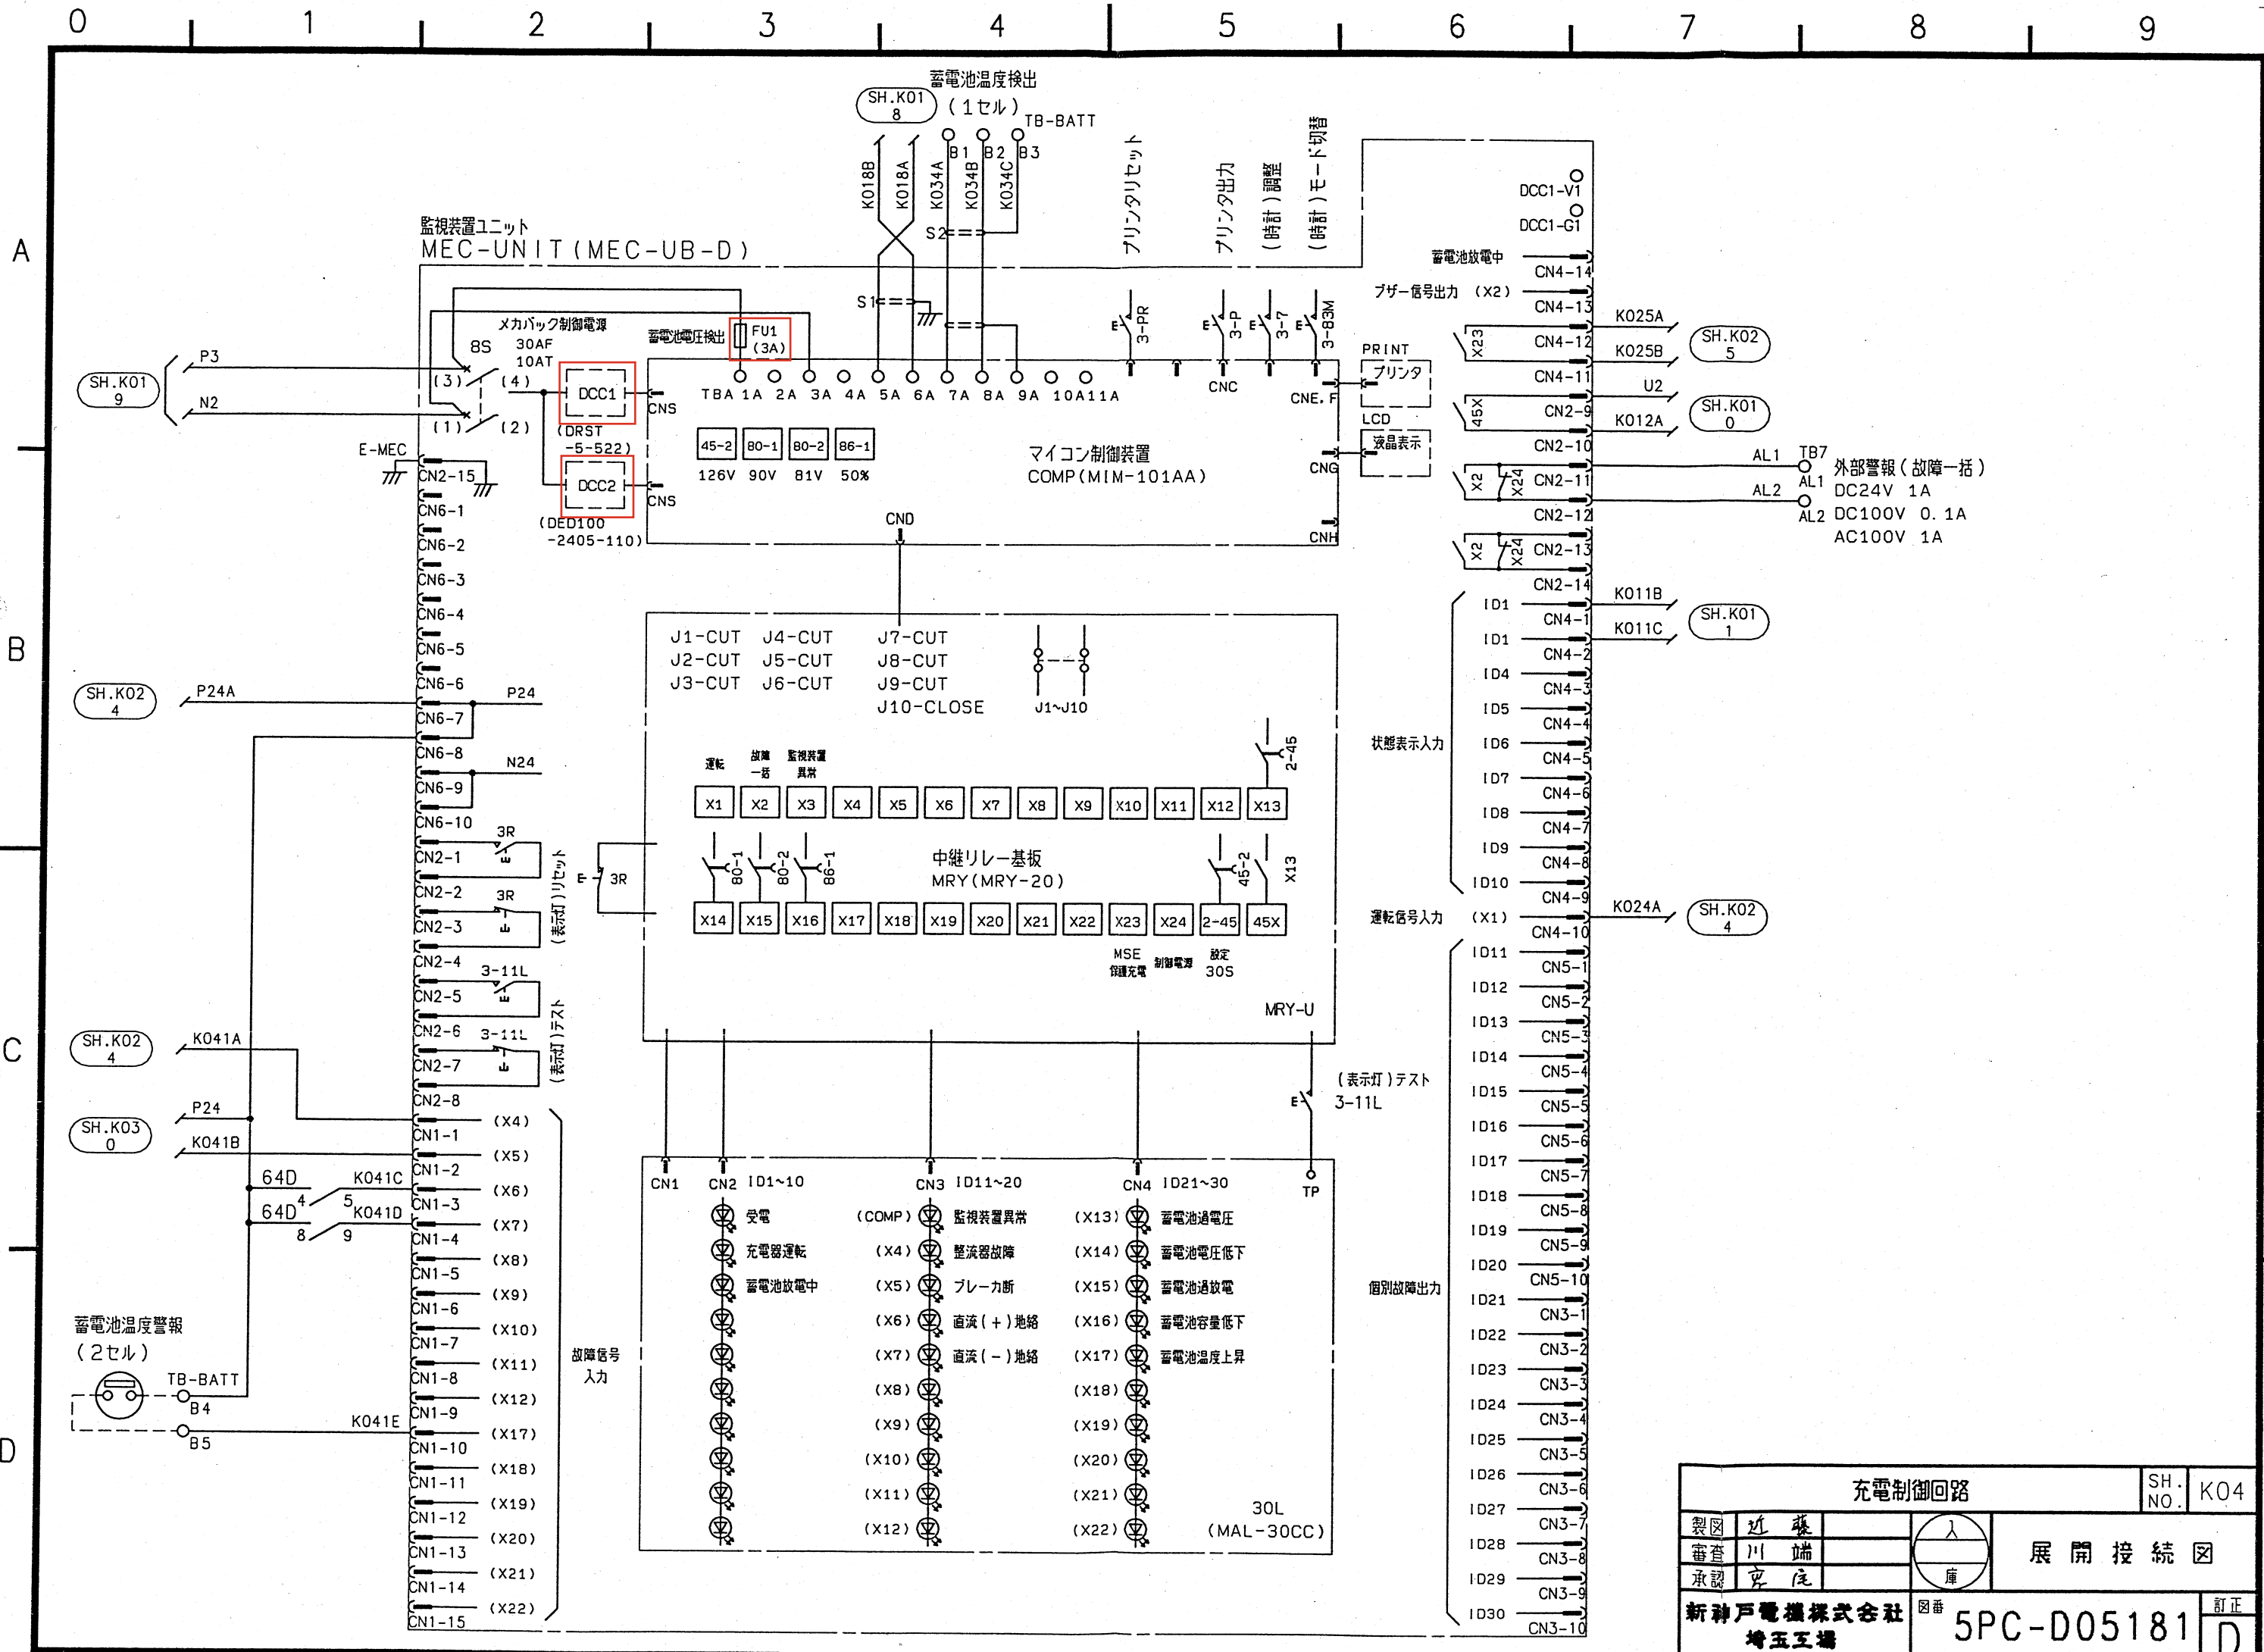 0 1 2 3 4 5 6 7 8 9
A
B
C
D
蓄電池温度検出
(1セル)
SH.K01
8
TB-BATT
B1 B2 B3
K018B
K018A
K034A
K034B
K034C
S2
S1
プリンタリセット
プリンタ出力
(時計)調整
(時計)モード切替
3-PR
3-P
3-7
3-83M
監視装置ユニット
MEC-UNIT(MEC-UB-D)
メカバック制御電源
8S
30AF
10AT
蓄電池電圧検出
FU1
(3A)
SH.K01
9
P3
N2
(3) (4)
(1) (2)
DCC1
(DRST
-5-522)
DCC2
(DED100
-2405-110)
CNS
CNS
TBA 1A 2A 3A 4A 5A 6A 7A 8A 9A 10A 11A
CNC
CNE.F
CNG
CNH
CND
45-2 80-1 80-2 86-1
126V 90V 81V 50%
マイコン制御装置
COMP(MIM-101AA)
PRINT
プリンタ
LCD
液晶表示
E-MEC
CN2-15
CN6-1
CN6-2
CN6-3
CN6-4
CN6-5
CN6-6
CN6-7
CN6-8
CN6-9
CN6-10
SH.K02
4
P24A
P24
N24
CN2-1
CN2-2
CN2-3
CN2-4
CN2-5
CN2-6
CN2-7
CN2-8
3R
3R
3-11L
3-11L
(表示灯)リセット
(表示灯)テスト
E 3R
J1-CUT J4-CUT J7-CUT
J2-CUT J5-CUT J8-CUT
J3-CUT J6-CUT J9-CUT
J10-CLOSE
J1~J10
2-45
運転
故障
一括
監視装置
異常
X1 X2 X3 X4 X5 X6 X7 X8 X9 X10 X11 X12 X13
80-1
80-2
86-1
中継リレー基板
MRY(MRY-20)
45-2
X13
X14 X15 X16 X17 X18 X19 X20 X21 X22 X23 X24 2-45 45X
MSE
保護充電
制御電源
設定
30S
MRY-U
(表示灯)テスト
3-11L
E
SH.K02
4
K041A
SH.K03
0
P24
K041B
64D 4 5 K041C
64D 8 9 K041D
CN1-1 (X4)
CN1-2 (X5)
CN1-3 (X6)
CN1-4 (X7)
CN1-5 (X8)
CN1-6 (X9)
CN1-7 (X10)
CN1-8 (X11)
CN1-9 (X12)
CN1-10 (X17)
CN1-11 (X18)
CN1-12 (X19)
CN1-13 (X20)
CN1-14 (X21)
CN1-15 (X22)
故障信号
入力
蓄電池温度警報
(2セル)
TB-BATT
B4
B5
K041E
CN1 CN2 ID1~10 CN3 ID11~20 CN4 ID21~30 TP
受電 (COMP) 監視装置異常 (X13) 蓄電池過電圧
充電器運転 (X4) 整流器故障 (X14) 蓄電池電圧低下
蓄電池放電中 (X5) ブレーカ断 (X15) 蓄電池過放電
(X6) 直流(+)地絡 (X16) 蓄電池容量低下
(X7) 直流(-)地絡 (X17) 蓄電池温度上昇
(X8) (X18)
(X9) (X19)
(X10) (X20)
(X11) (X21)
(X12) (X22)
30L
(MAL-30CC)
DCC1-V1
DCC1-G1
蓄電池放電中 CN4-14
ブザー信号出力 (X2) CN4-13
X23
CN4-12 K025A
CN4-11 K025B
SH.K02
5
45X
CN2-9 U2
CN2-10 K012A
SH.K01
0
X2 X24
CN2-11 AL1
CN2-12 AL2
TB7
AL1
AL2
外部警報(故障一括)
DC24V 1A
DC100V 0.1A
AC100V 1A
X2 X24
CN2-13
CN2-14
状態表示入力
ID1 CN4-1 K011B
ID1 CN4-2 K011C
SH.K01
1
ID4 CN4-3
ID5 CN4-4
ID6 CN4-5
ID7 CN4-6
ID8 CN4-7
ID9 CN4-8
ID10 CN4-9
運転信号入力 (X1) CN4-10 K024A
SH.K02
4
個別故障出力
ID11 CN5-1
ID12 CN5-2
ID13 CN5-3
ID14 CN5-4
ID15 CN5-5
ID16 CN5-6
ID17 CN5-7
ID18 CN5-8
ID19 CN5-9
ID20 CN5-10
ID21 CN3-1
ID22 CN3-2
ID23 CN3-3
ID24 CN3-4
ID25 CN3-5
ID26 CN3-6
ID27 CN3-7
ID28 CN3-8
ID29 CN3-9
ID30 CN3-10
充電制御回路
SH.
NO. K04
製図 近藤
審査 川端
承認
入
庫
展開接続図
新神戸電機株式会社
埼玉工場
図番 5PC-D05181
訂正
D